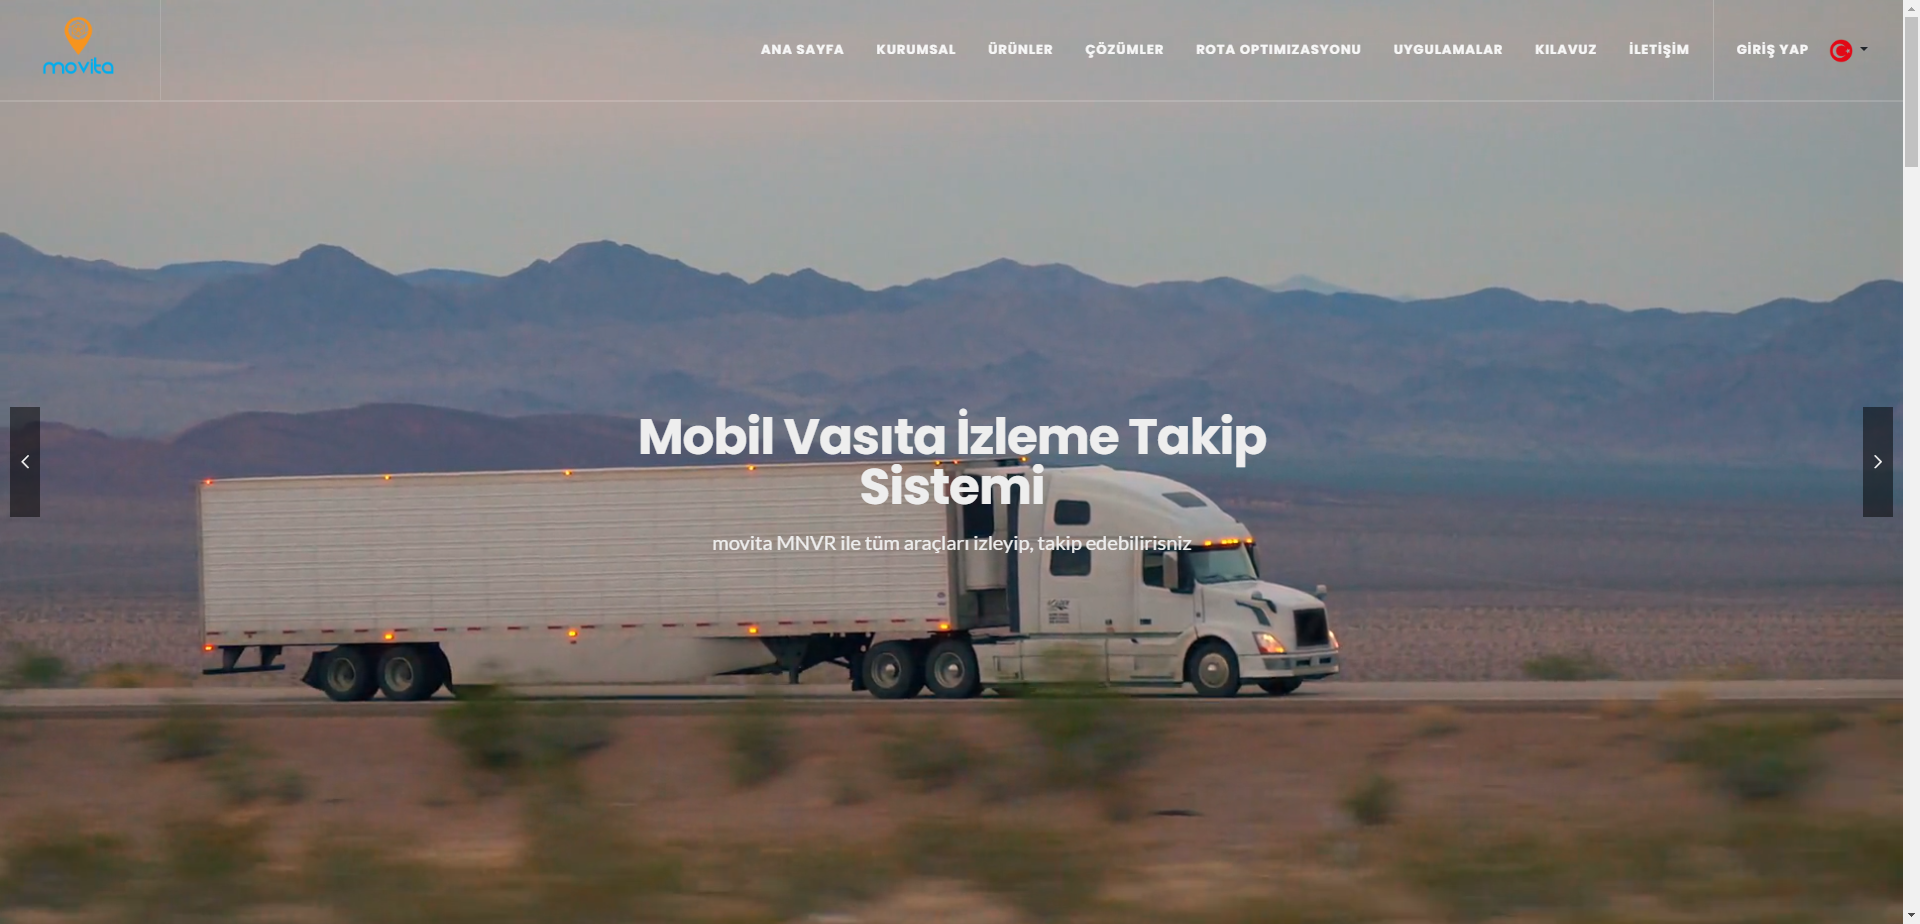 movita
ANA SAYFA
KURUMSAL
ÜRÜNLER
ÇÖZÜMLER
ROTA OPTIMIZASYONU
UYGULAMALAR
KILAVUZ
İLETİŞİM
GİRİŞ YAP
Mobil Vasıta İzleme Takip
Sistemi
movita MNVR ile tüm araçları izleyip, takip edebilirisniz